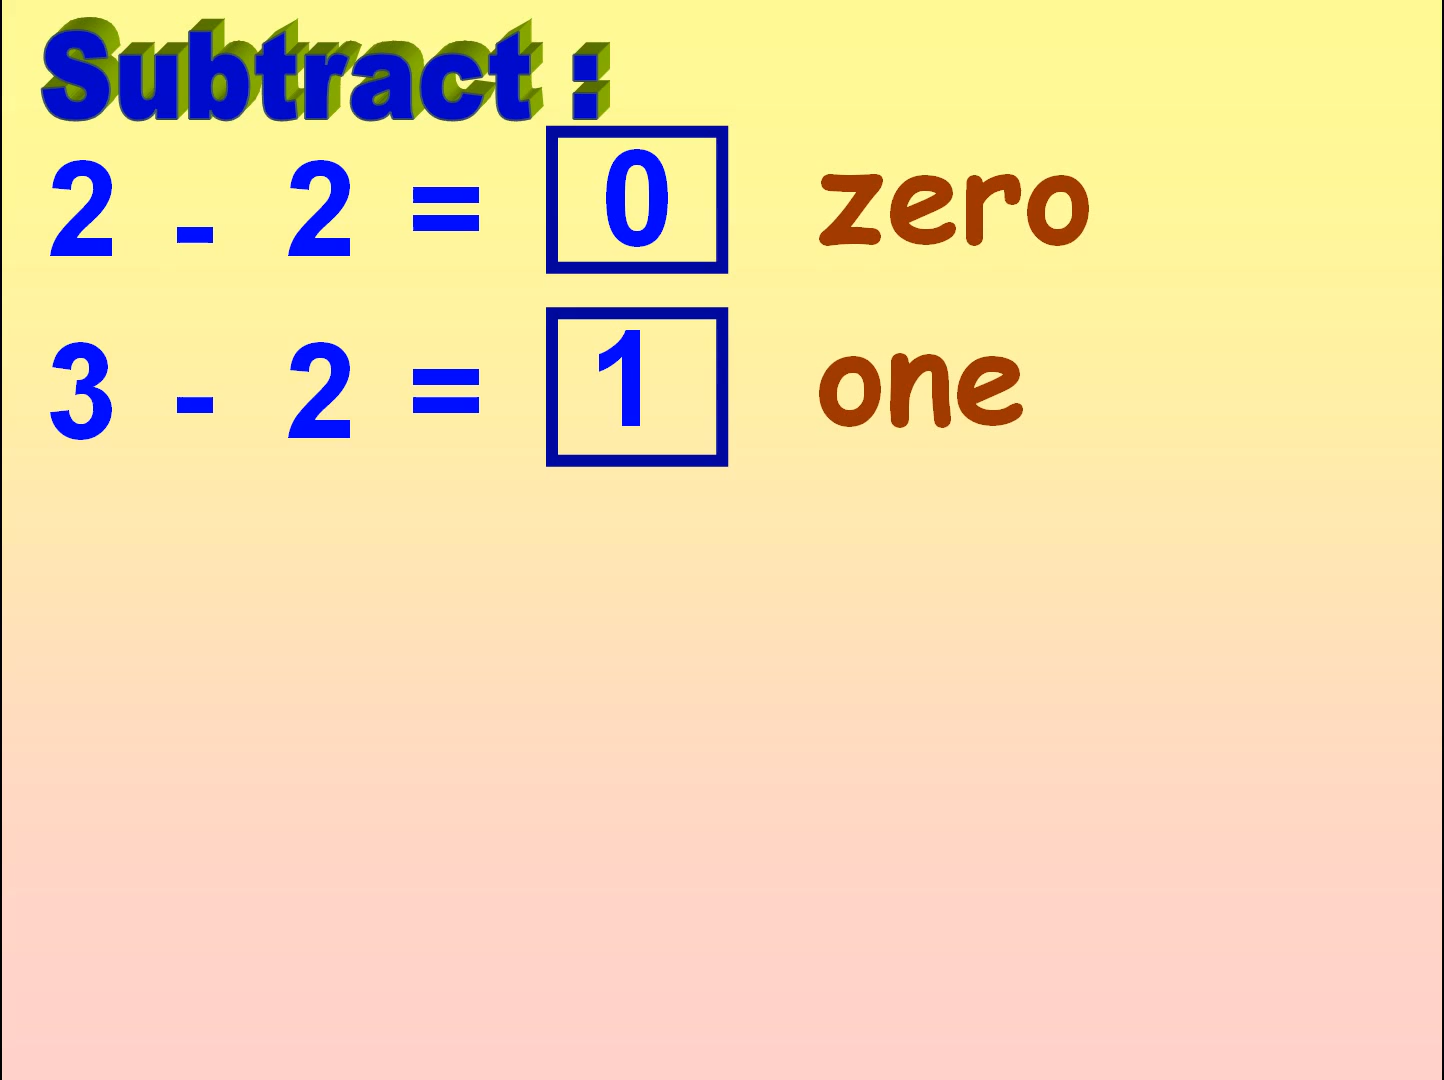 Subtract :
2 - 2 = 0 zero
3 - 2 = 1 one